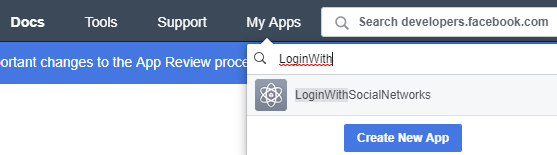 Docs Tools Support My Apps Search developers.facebook.com
LoginWith
ortant changes to the App Review proce
LoginWithSocialNetworks
Create New App